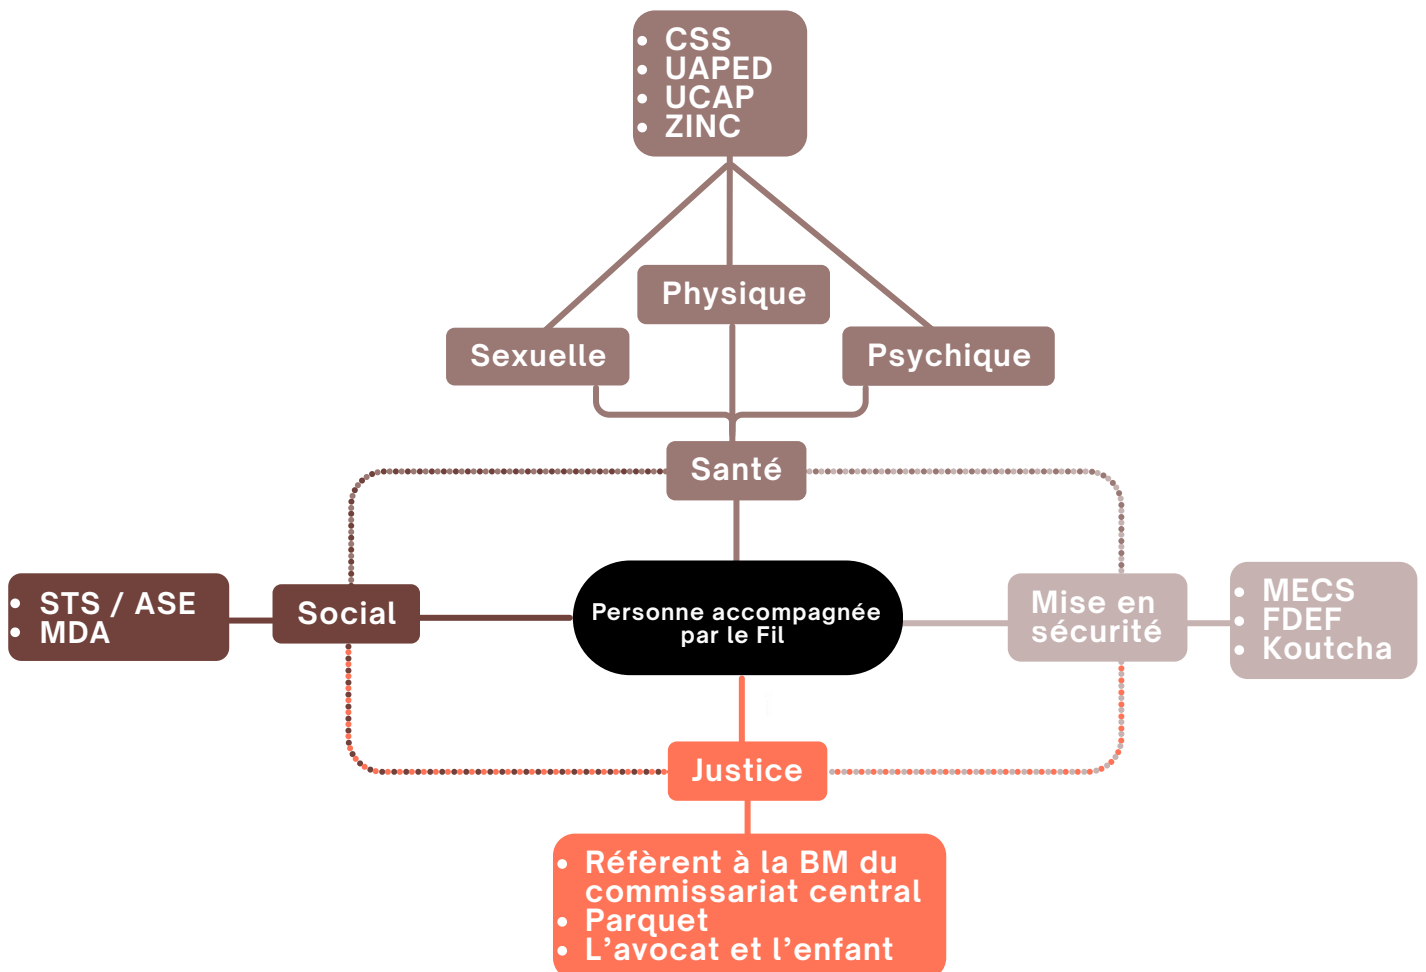 • CSS
• UAPED
• UCAP
• ZINC
Physique
Sexuelle
Psychique
Santé
• STS / ASE
• MDA
Social
Personne accompagnée
par le Fil
Mise en
sécurité
• MECS
• FDEF
• Koutcha
Justice
• Réfèrent à la BM du
commissariat central
• Parquet
• L’avocat et l’enfant